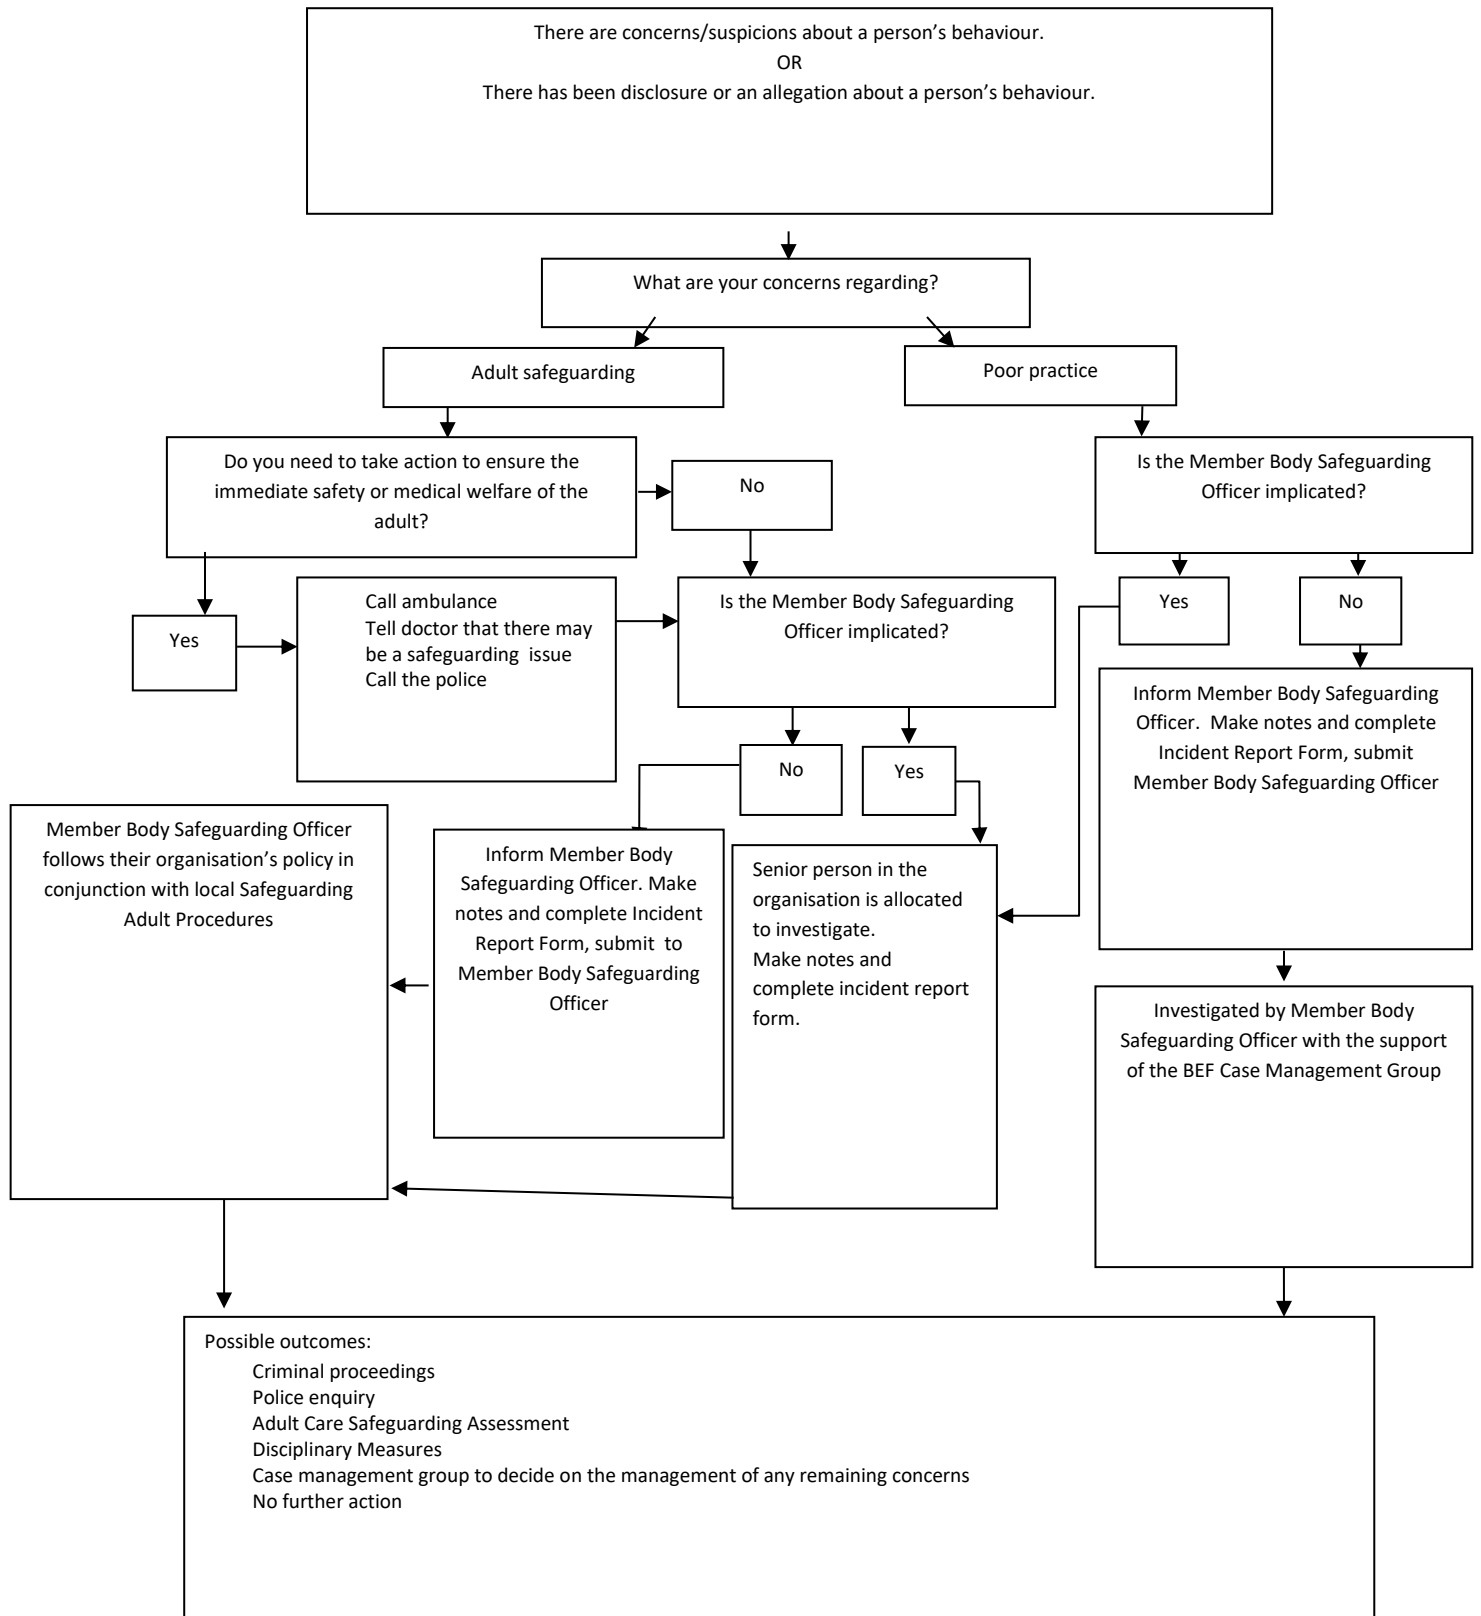 There are concerns/suspicions about a person’s behaviour.
OR
There has been disclosure or an allegation about a person’s behaviour.
What are your concerns regarding?
Adult safeguarding
Poor practice
Do you need to take action to ensure the
immediate safety or medical welfare of the
adult?
No
Is the Member Body Safeguarding
Officer implicated?
Yes
Call ambulance
Tell doctor that there may
be a safeguarding issue
Call the police
Is the Member Body Safeguarding
Officer implicated?
Yes
No
No
Yes
Inform Member Body Safeguarding
Officer. Make notes and complete
Incident Report Form, submit
Member Body Safeguarding Officer
Member Body Safeguarding Officer
follows their organisation’s policy in
conjunction with local Safeguarding
Adult Procedures
Inform Member Body
Safeguarding Officer. Make
notes and complete Incident
Report Form, submit to
Member Body Safeguarding
Officer
Senior person in the
organisation is allocated
to investigate.
Make notes and
complete incident report
form.
Investigated by Member Body
Safeguarding Officer with the support
of the BEF Case Management Group
Possible outcomes:
Criminal proceedings
Police enquiry
Adult Care Safeguarding Assessment
Disciplinary Measures
Case management group to decide on the management of any remaining concerns
No further action